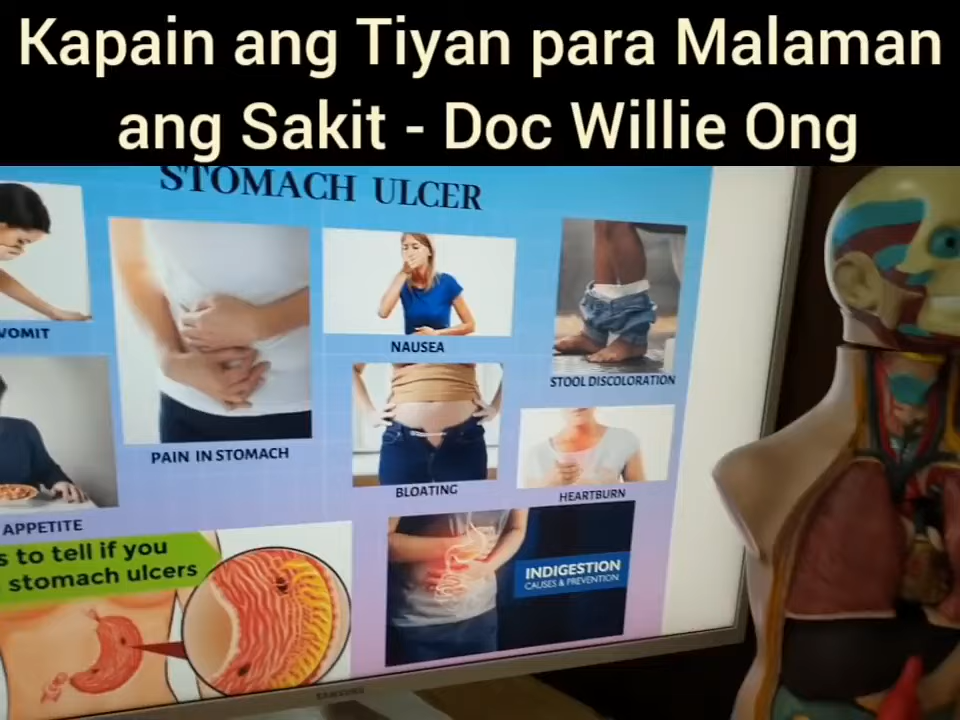 Kapain ang Tiyan para Malaman
ang Sakit - Doc Willie Ong
STOMACH ULCER
VOMIT
PAIN IN STOMACH
NAUSEA
STOOL DISCOLORATION
BLOATING
HEARTBURN
APPETITE
s to tell if you
stomach ulcers
INDIGESTION
CAUSES & PREVENTION
SAMSUNG